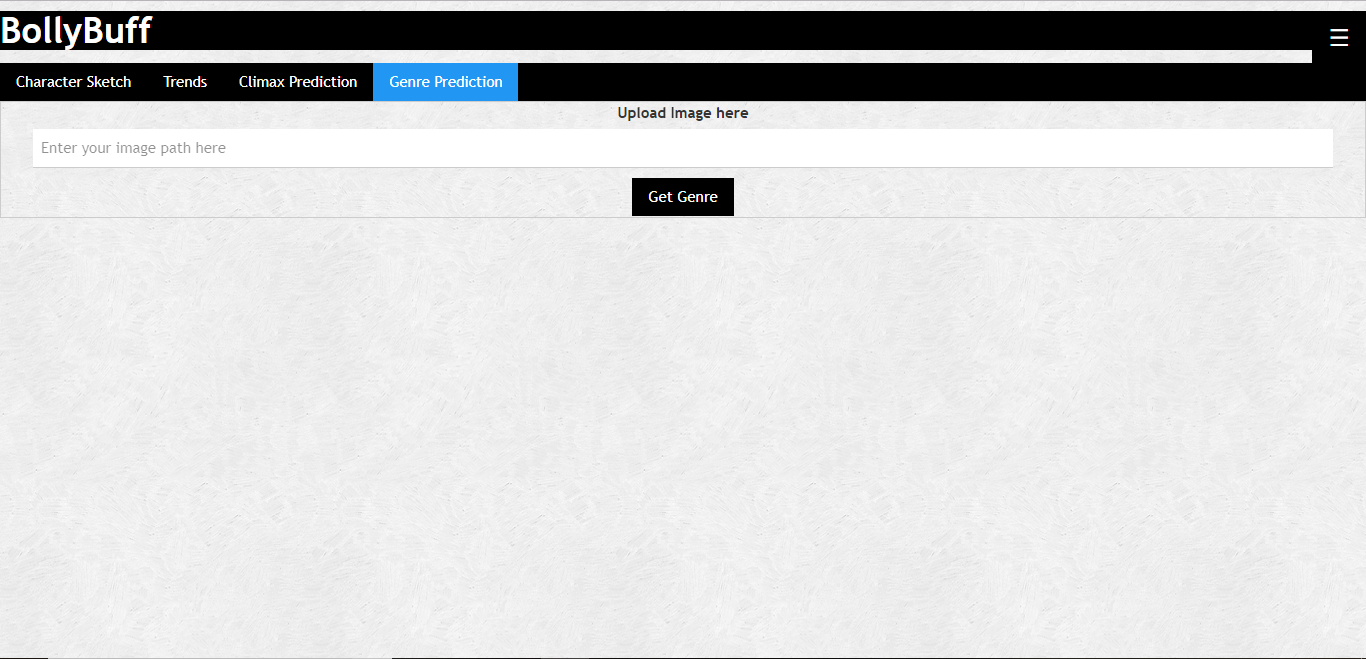 BollyBuff
☰
Character Sketch Trends Climax Prediction Genre Prediction
Upload Image here
Enter your image path here
Get Genre